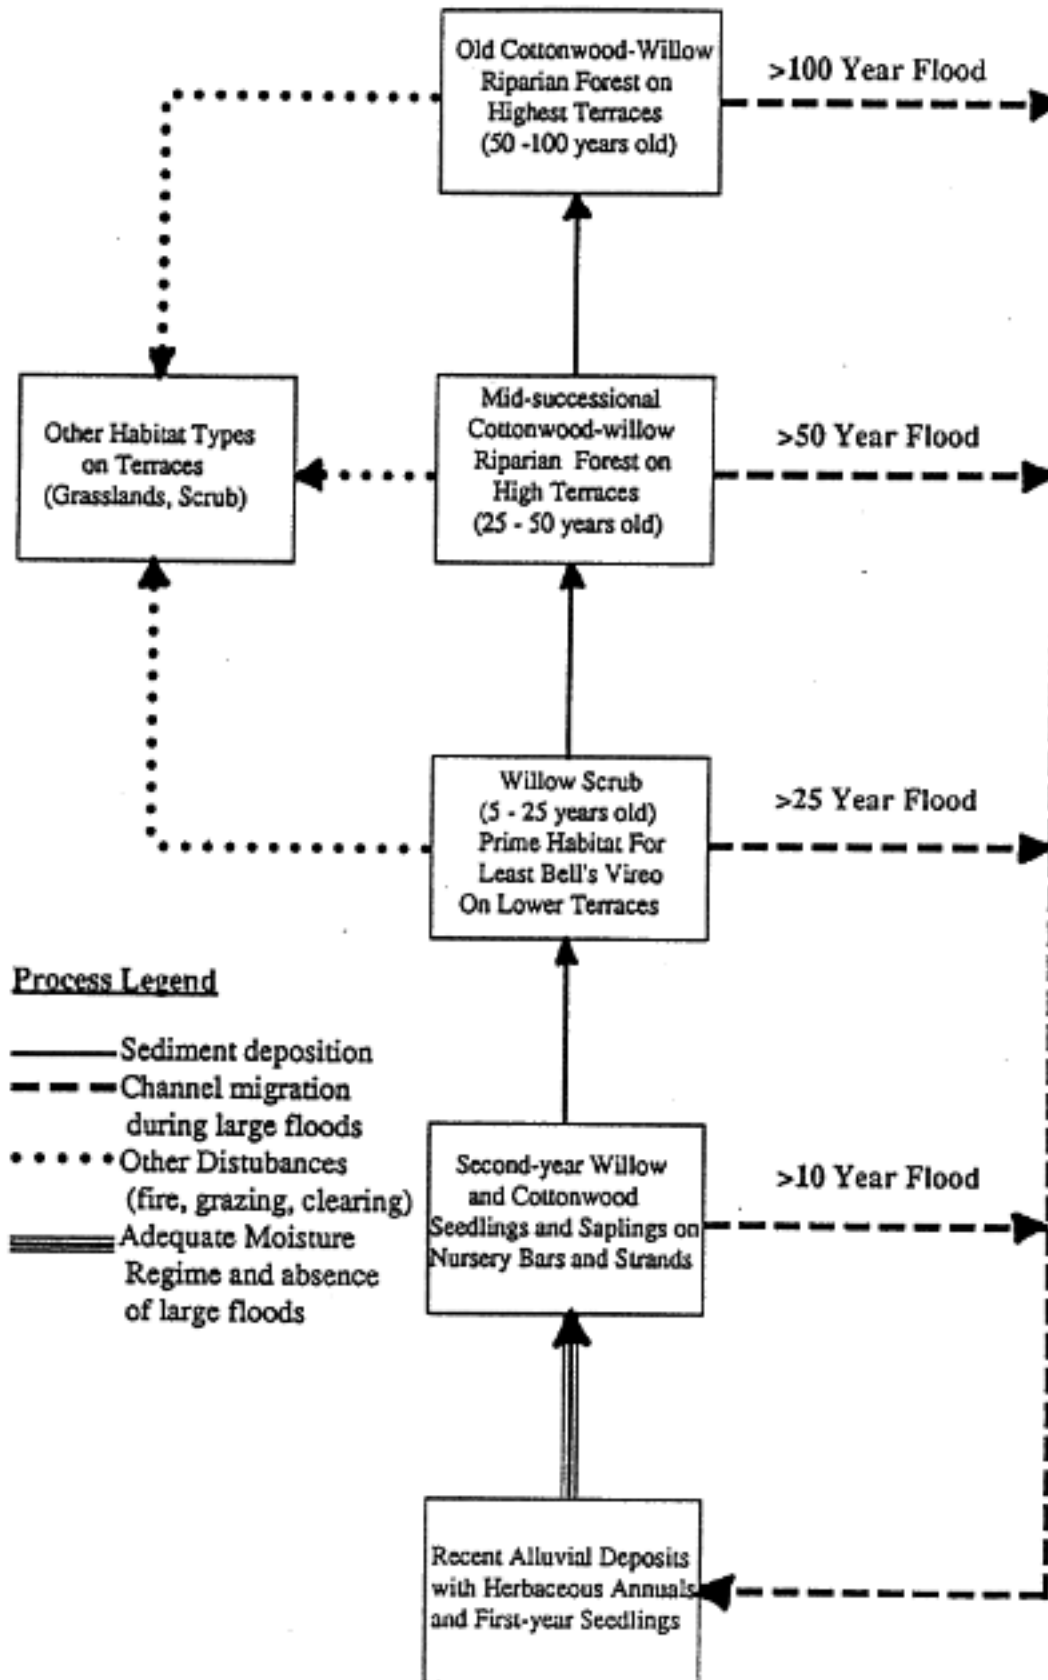 Old Cottonwood-Willow
Riparian Forest on
Highest Terraces
(50 -100 years old)
>100 Year Flood
Other Habitat Types
on Terraces
(Grasslands, Scrub)
Mid-successional
Cottonwood-willow
Riparian Forest on
High Terraces
(25 - 50 years old)
>50 Year Flood
Willow Scrub
(5 - 25 years old)
Prime Habitat For
Least Bell's Vireo
On Lower Terraces
>25 Year Flood
Process Legend
Sediment deposition
Channel migration
during large floods
Other Distubances
(fire, grazing, clearing)
Adequate Moisture
Regime and absence
of large floods
Second-year Willow
and Cottonwood
Seedlings and Saplings on
Nursery Bars and Strands
>10 Year Flood
Recent Alluvial Deposits
with Herbaceous Annuals
and First-year Seedlings